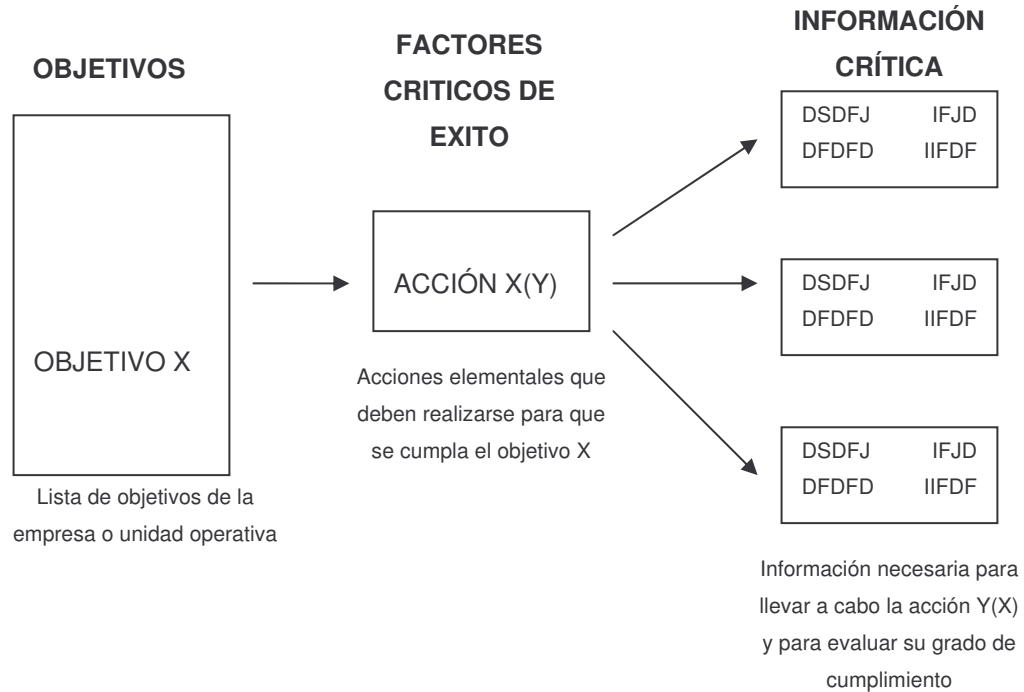 OBJETIVOS
OBJETIVO X
Lista de objetivos de la
empresa o unidad operativa
FACTORES
CRITICOS DE
EXITO
ACCIÓN X(Y)
Acciones elementales que
deben realizarse para que
se cumpla el objetivo X
INFORMACIÓN
CRÍTICA
DSDFJ IFJD
DFDFD IIFDF
DSDFJ IFJD
DFDFD IIFDF
DSDFJ IFJD
DFDFD IIFDF
Información necesaria para
llevar a cabo la acción Y(X)
y para evaluar su grado de
cumplimiento